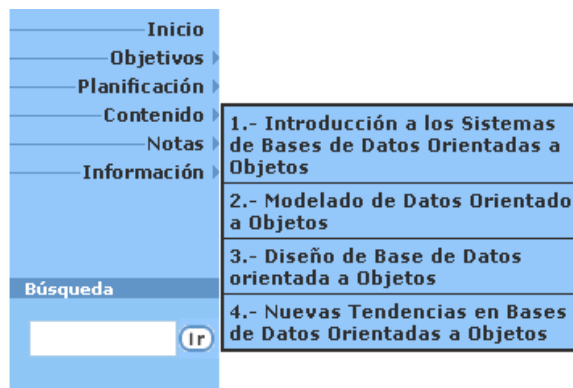 Inicio
Objetivos
Planificación
Contenido
Notas
Información
1.- Introducción a los Sistemas
de Bases de Datos Orientadas a
Objetos
2.- Modelado de Datos Orientado
a Objetos
3.- Diseño de Base de Datos
orientada a Objetos
4.- Nuevas Tendencias en Bases
de Datos Orientadas a Objetos
Búsqueda
Ir